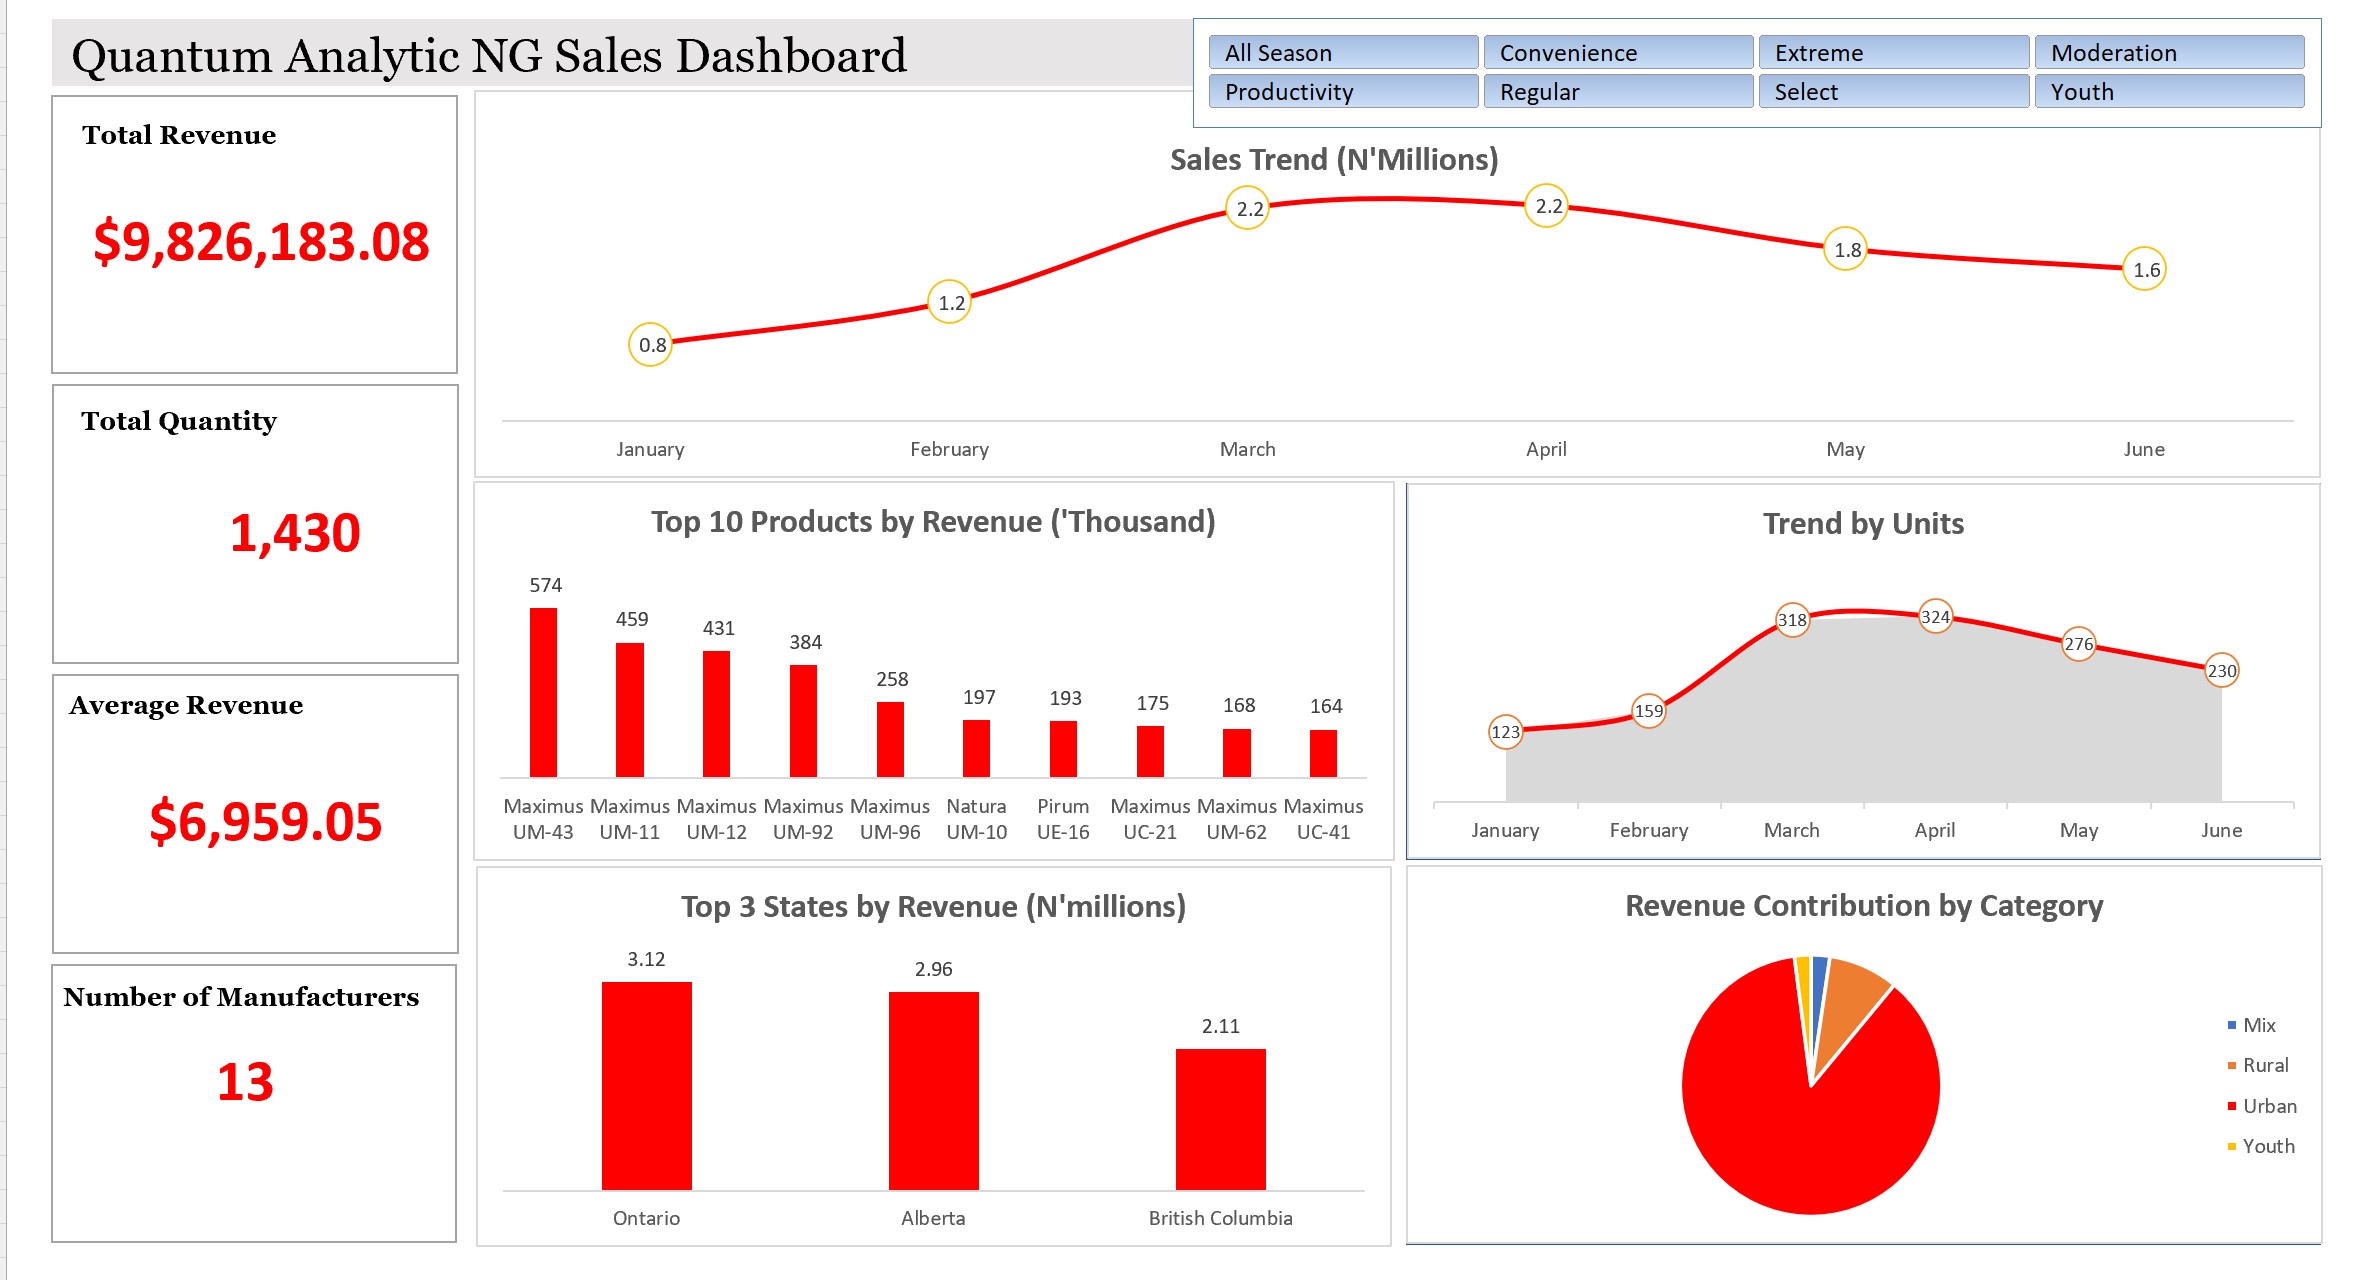 Quantum Analytic NG Sales Dashboard
All Season
Convenience
Extreme
Moderation
Productivity
Regular
Select
Youth
Total Revenue
$9,826,183.08
Total Quantity
1,430
Average Revenue
$6,959.05
Number of Manufacturers
13
Sales Trend (N'Millions)
0.8
1.2
2.2
2.2
1.8
1.6
January
February
March
April
May
June
Top 10 Products by Revenue ('Thousand)
574
459
431
384
258
197
193
175
168
164
Maximus
UM-43
Maximus
UM-11
Maximus
UM-12
Maximus
UM-92
Maximus
UM-96
Natura
UM-10
Pirum
UE-16
Maximus
UC-21
Maximus
UM-62
Maximus
UC-41
Trend by Units
123
159
318
324
276
230
January
February
March
April
May
June
Top 3 States by Revenue (N'millions)
3.12
2.96
2.11
Ontario
Alberta
British Columbia
Revenue Contribution by Category
Mix
Rural
Urban
Youth